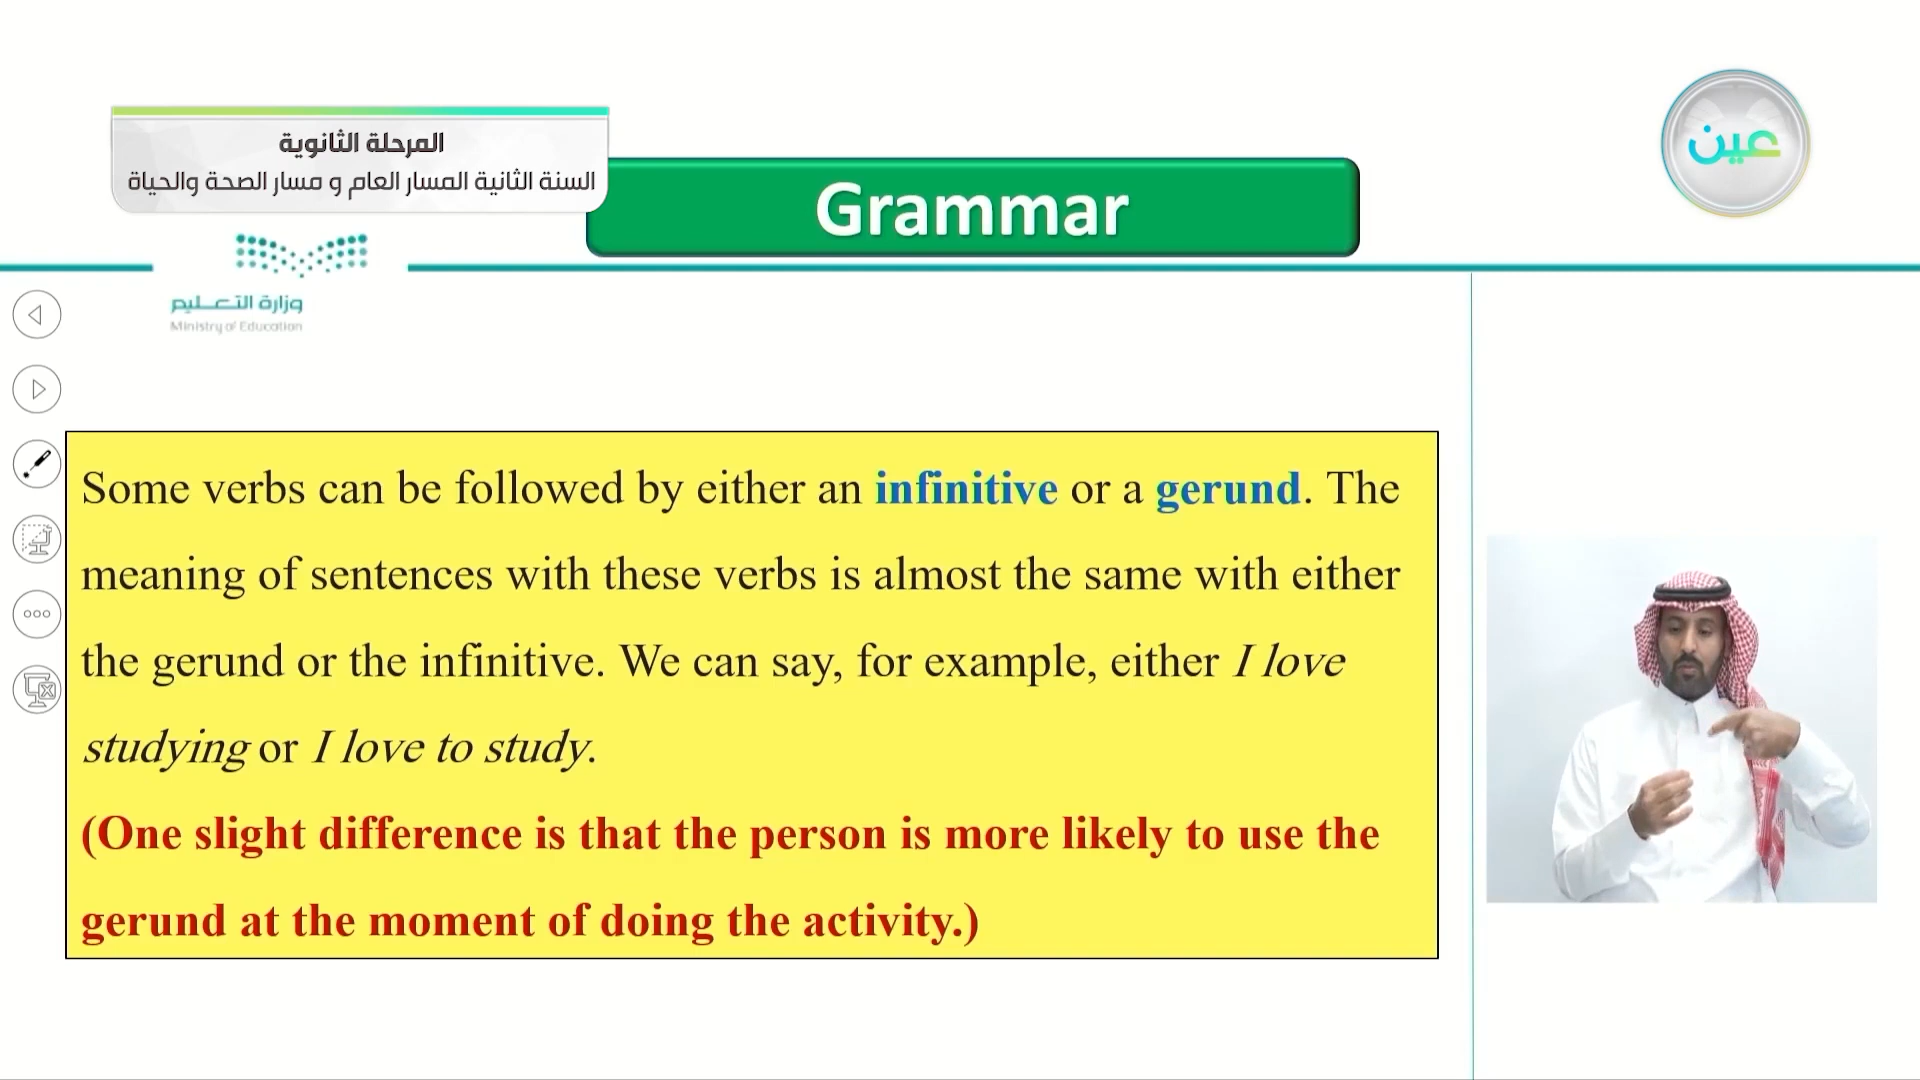 المرحلة الثانوية
السنة الثانية المسار العام و مسار الصحة والحياة
عين
Grammar
وزارة التعليم
Ministry of Education
Some verbs can be followed by either an infinitive or a gerund. The
meaning of sentences with these verbs is almost the same with either
the gerund or the infinitive. We can say, for example, either I love
studying or I love to study.
(One slight difference is that the person is more likely to use the
gerund at the moment of doing the activity.)